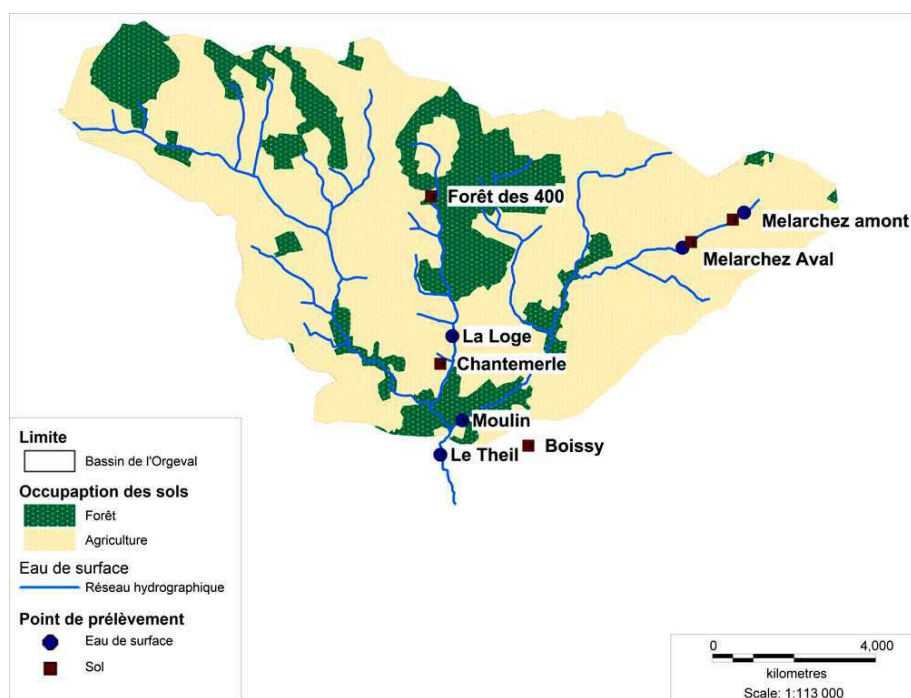 Forêt des 400
Melarchez amont
Melarchez Aval
La Loge
Chantemerle
Moulin
Boissy
Le Theil
Limite
Bassin de l'Orgeval
Occupaption des sols
Forêt
Agriculture
Eau de surface
Réseau hydrographique
Point de prélèvement
Eau de surface
Sol
0 4,000
kilometres
Scale: 1:113 000